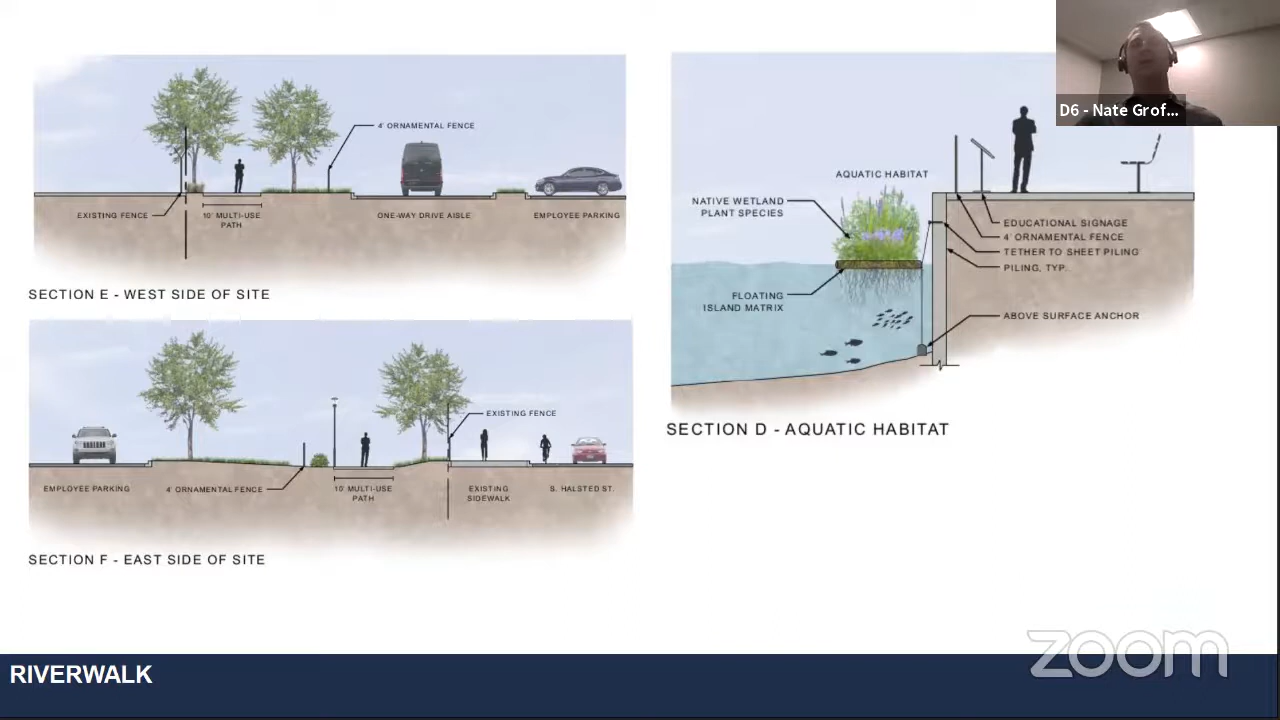 D6 - Nate Grof...
4' ORNAMENTAL FENCE
EXISTING FENCE
10' MULTI-USE
PATH
ONE-WAY DRIVE AISLE
EMPLOYEE PARKING
SECTION E - WEST SIDE OF SITE
EXISTING FENCE
EMPLOYEE PARKING
4' ORNAMENTAL FENCE
10' MULTI-USE
PATH
EXISTING
SIDEWALK
S. HALSTED ST.
SECTION F - EAST SIDE OF SITE
AQUATIC HABITAT
NATIVE WETLAND
PLANT SPECIES
FLOATING
ISLAND MATRIX
EDUCATIONAL SIGNAGE
4' ORNAMENTAL FENCE
TETHER TO SHEET PILING
PILING, TYP.
ABOVE SURFACE ANCHOR
SECTION D - AQUATIC HABITAT
zoom
RIVERWALK